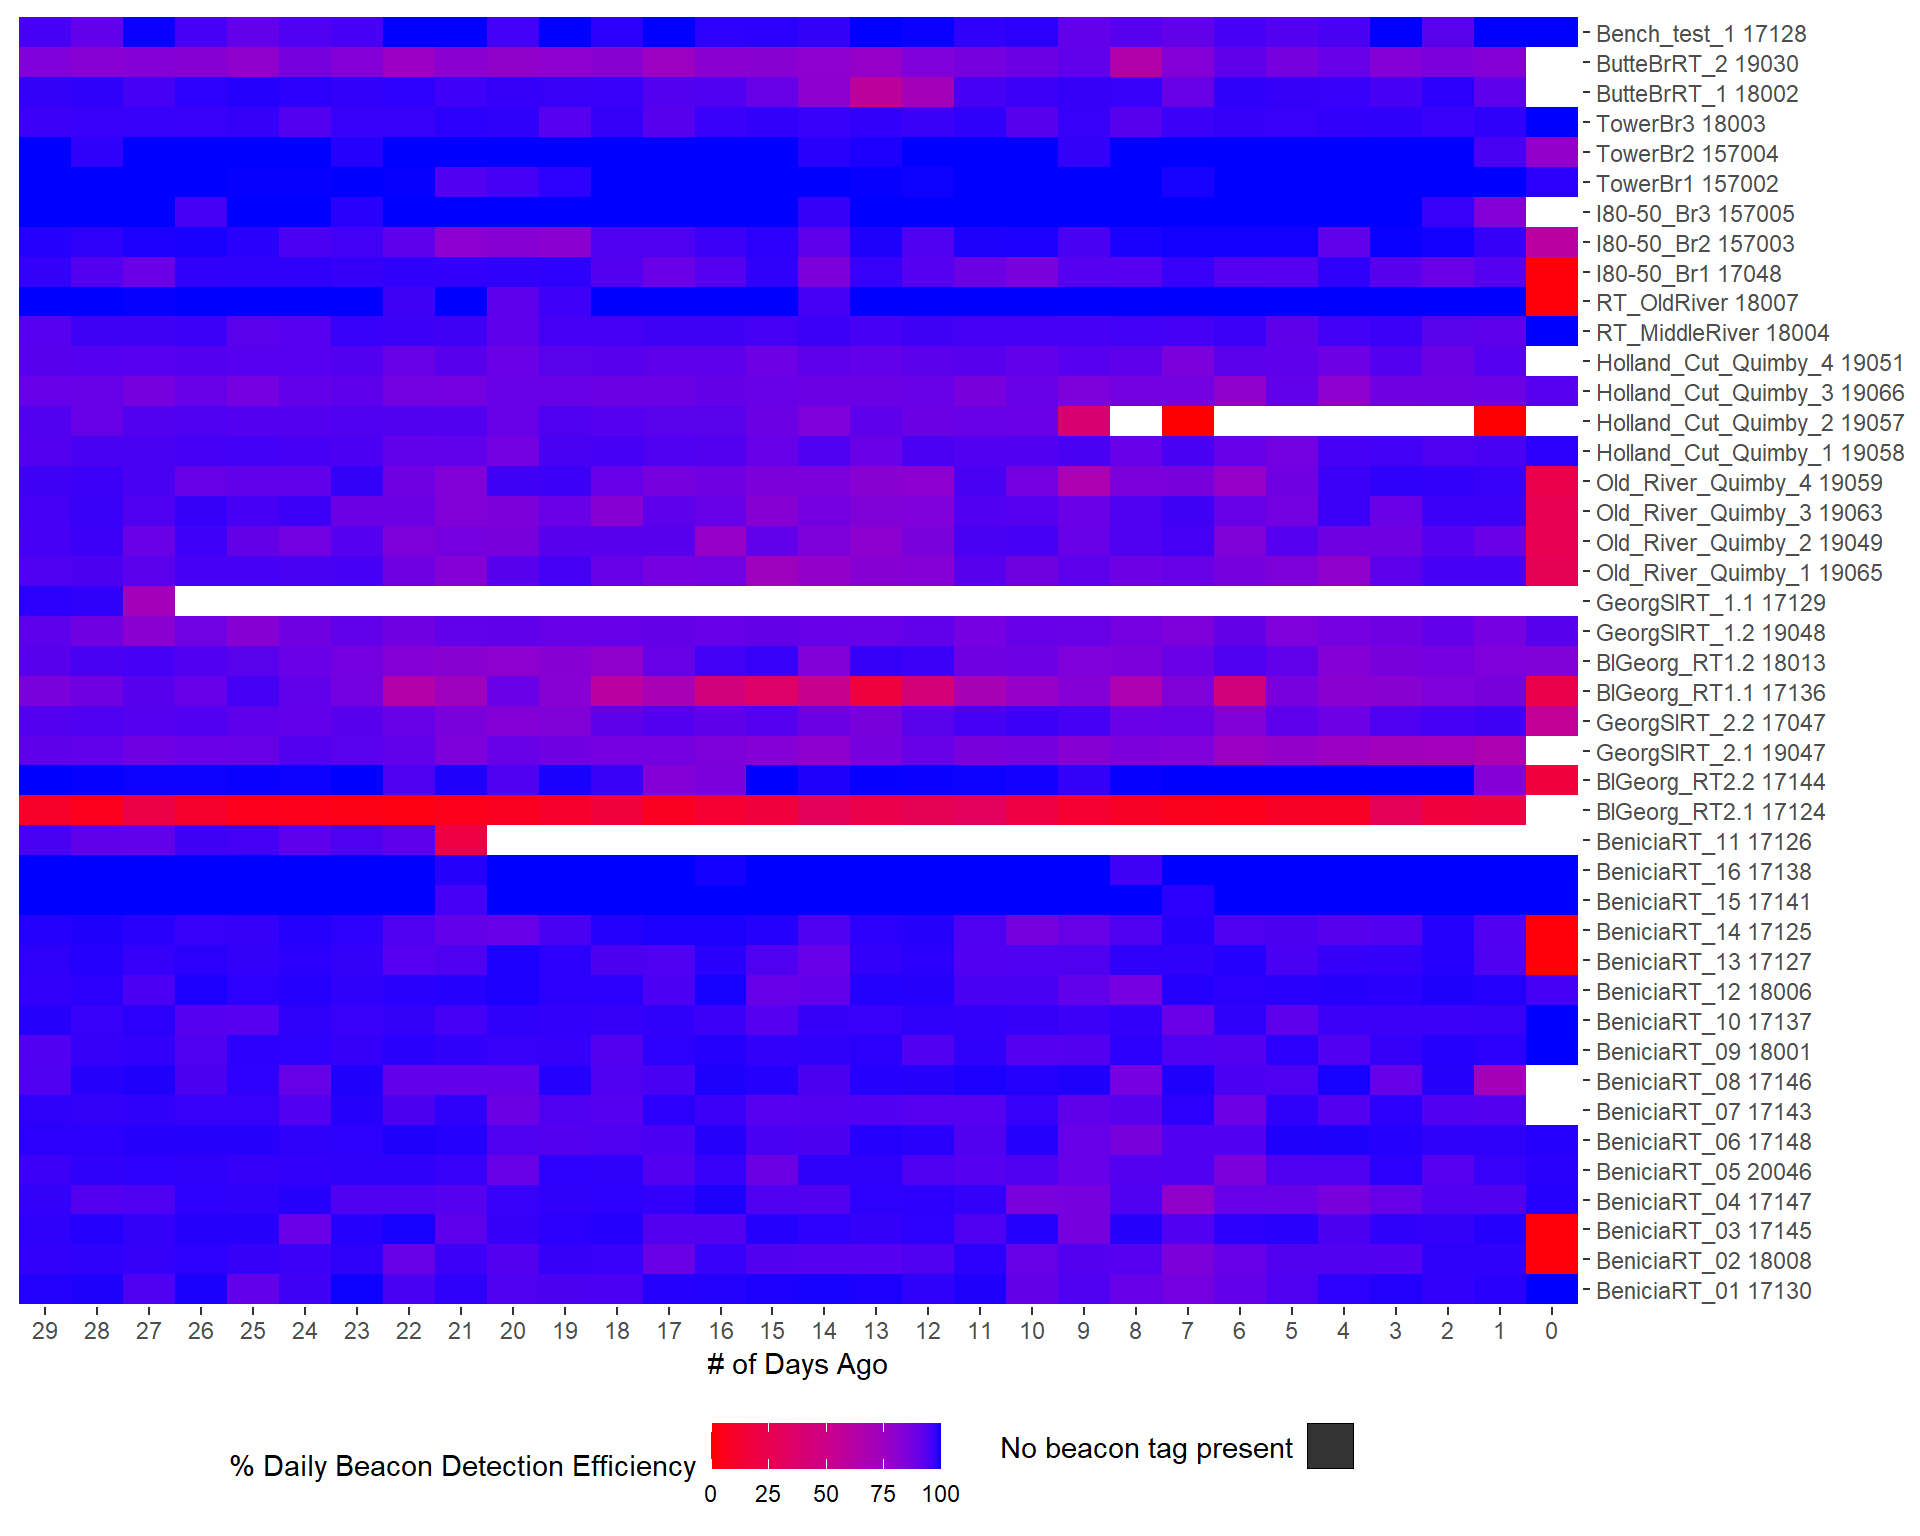 Bench_test_1 17128
ButteBrRT_2 19030
ButteBrRT_1 18002
TowerBr3 18003
TowerBr2 157004
TowerBr1 157002
I80-50_Br3 157005
I80-50_Br2 157003
I80-50_Br1 17048
RT_OldRiver 18007
RT_MiddleRiver 18004
Holland_Cut_Quimby_4 19051
Holland_Cut_Quimby_3 19066
Holland_Cut_Quimby_2 19057
Holland_Cut_Quimby_1 19058
Old_River_Quimby_4 19059
Old_River_Quimby_3 19063
Old_River_Quimby_2 19049
Old_River_Quimby_1 19065
GeorgSlRT_1.1 17129
GeorgSlRT_1.2 19048
BlGeorg_RT1.2 18013
BlGeorg_RT1.1 17136
GeorgSlRT_2.2 17047
GeorgSlRT_2.1 19047
BlGeorg_RT2.2 17144
BlGeorg_RT2.1 17124
BeniciaRT_11 17126
BeniciaRT_16 17138
BeniciaRT_15 17141
BeniciaRT_14 17125
BeniciaRT_13 17127
BeniciaRT_12 18006
BeniciaRT_10 17137
BeniciaRT_09 18001
BeniciaRT_08 17146
BeniciaRT_07 17143
BeniciaRT_06 17148
BeniciaRT_05 20046
BeniciaRT_04 17147
BeniciaRT_03 17145
BeniciaRT_02 18008
BeniciaRT_01 17130
29 28 27 26 25 24 23 22 21 20 19 18 17 16 15 14 13 12 11 10 9 8 7 6 5 4 3 2 1 0
# of Days Ago
% Daily Beacon Detection Efficiency
0 25 50 75 100
No beacon tag present